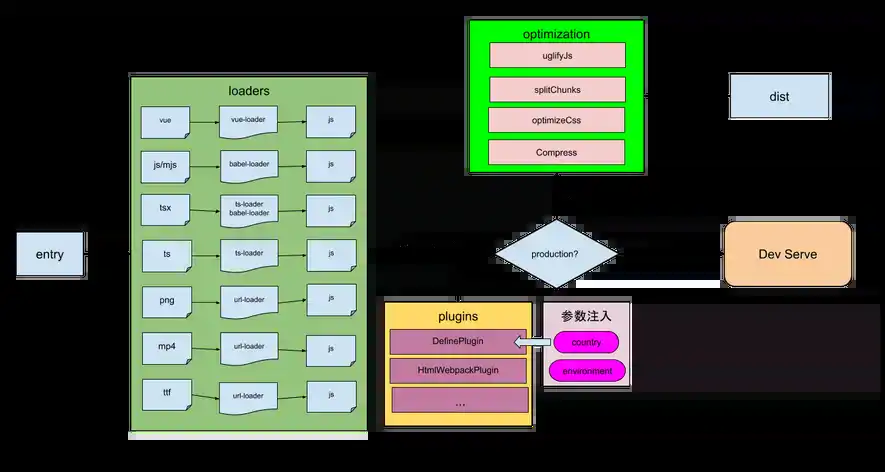 entry
loaders
vue
vue-loader
js
js/mjs
babel-loader
js
tsx
ts-loader
babel-loader
js
ts
ts-loader
js
png
url-loader
js
mp4
url-loader
js
ttf
url-loader
js
optimization
uglifyJs
splitChunks
optimizeCss
Compress
production?
plugins
DefinePlugin
HtmlWebpackPlugin
...
参数注入
country
environment
dist
Dev Serve